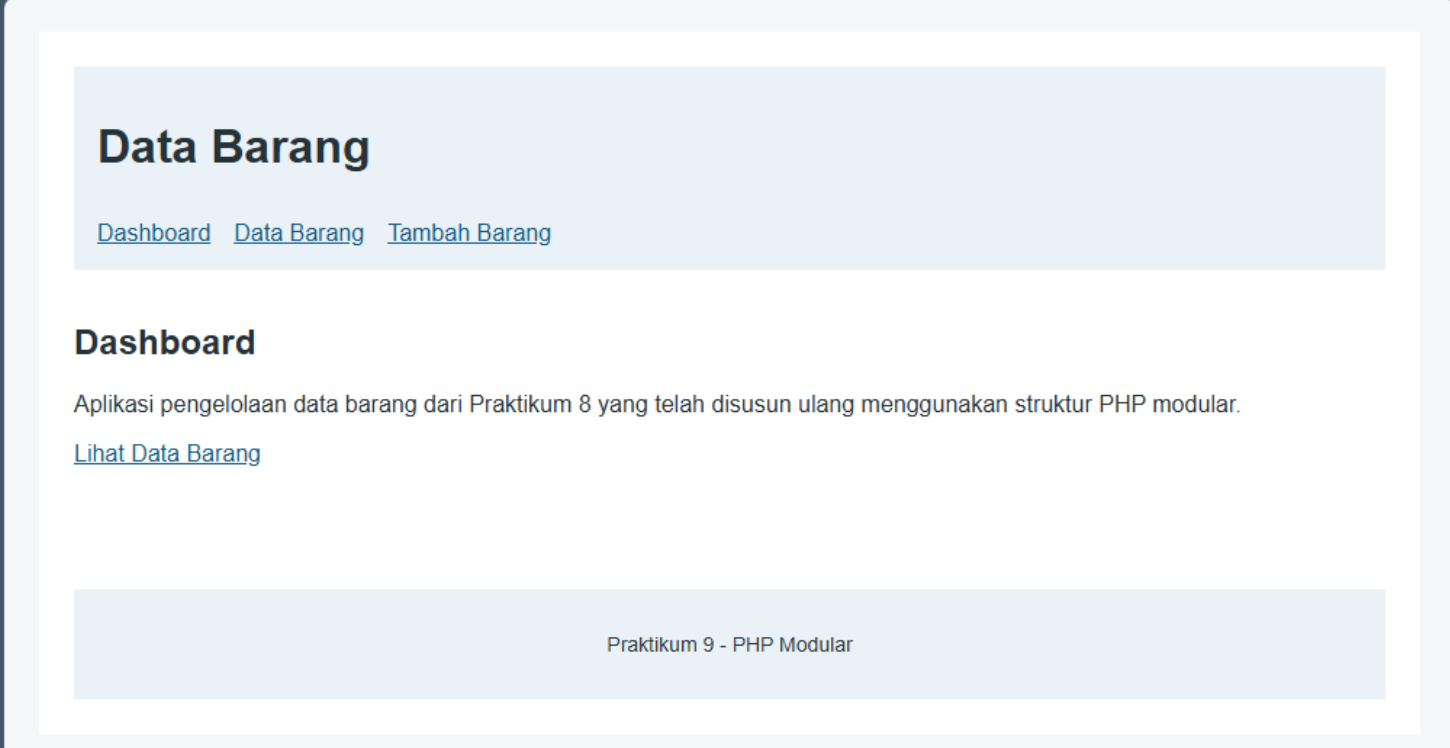 Data Barang
Dashboard Data Barang Tambah Barang
Dashboard
Aplikasi pengelolaan data barang dari Praktikum 8 yang telah disusun ulang menggunakan struktur PHP modular.
Lihat Data Barang
Praktikum 9 - PHP Modular